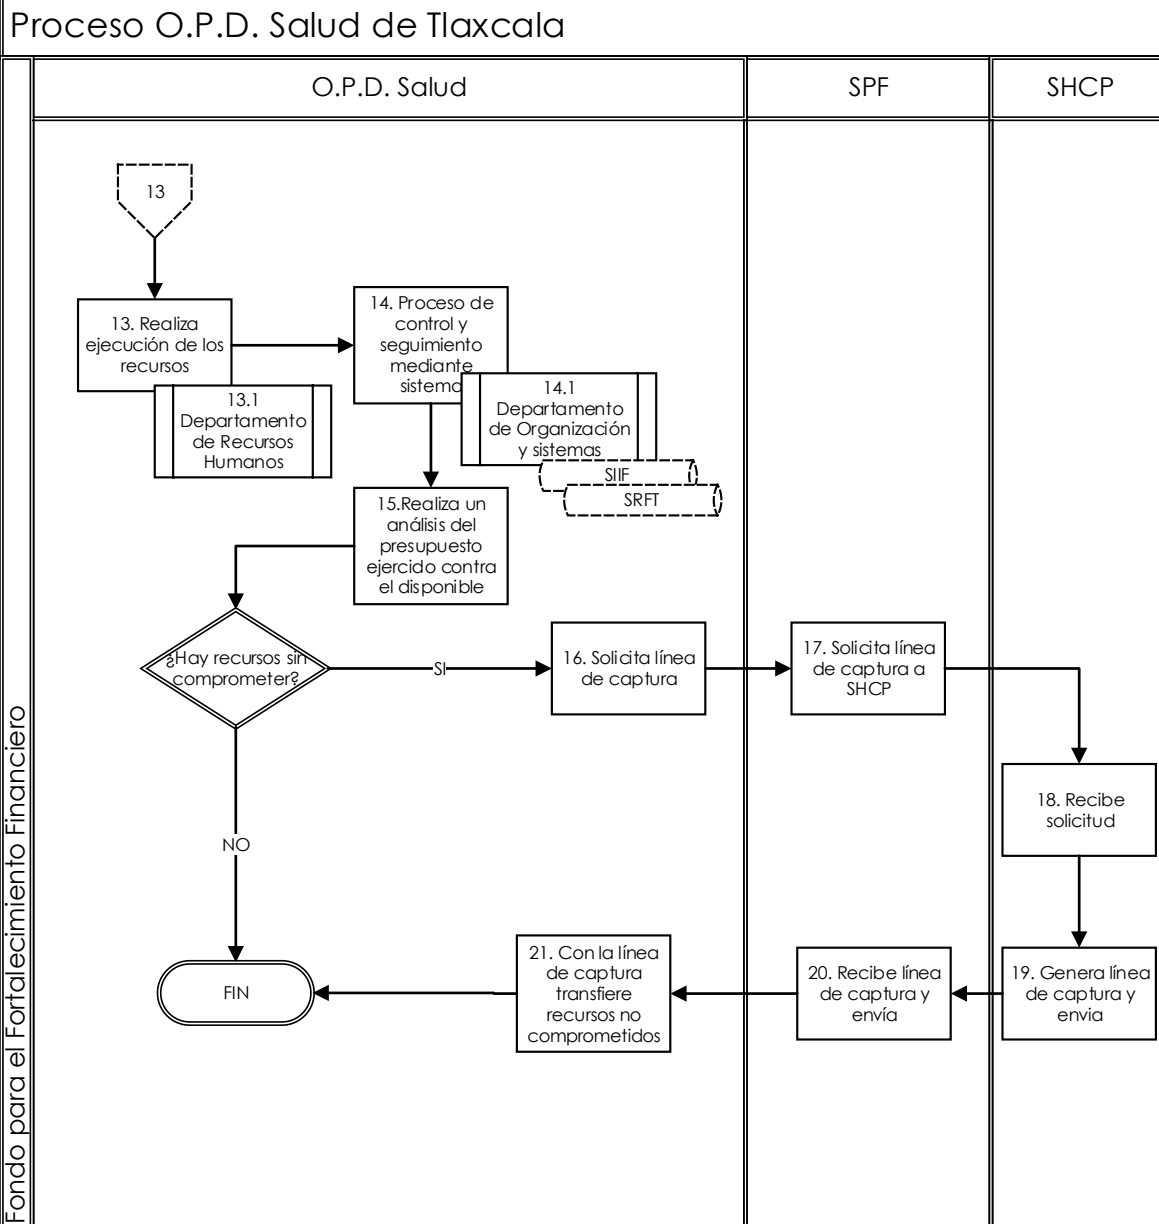 Proceso O.P.D. Salud de Tlaxcala
O.P.D. Salud
SPF
SHCP
Fondo para el Fortalecimiento Financiero
13
13. Realiza
ejecución de los
recursos
13.1
Departamento
de Recursos
Humanos
14. Proceso de
control y
seguimiento
mediante
sistema
14.1
Departamento
de Organización
y sistemas
SIIF
SRFT
15.Realiza un
análisis del
presupuesto
ejercido contra
el disponible
¿Hay recursos sin
comprometer?
SI
NO
16. Solicita línea
de captura
17. Solicita línea
de captura a
SHCP
18. Recibe
solicitud
19. Genera línea
de captura y
envia
20. Recibe línea
de captura y
envía
21. Con la línea
de captura
transfiere
recursos no
comprometidos
FIN